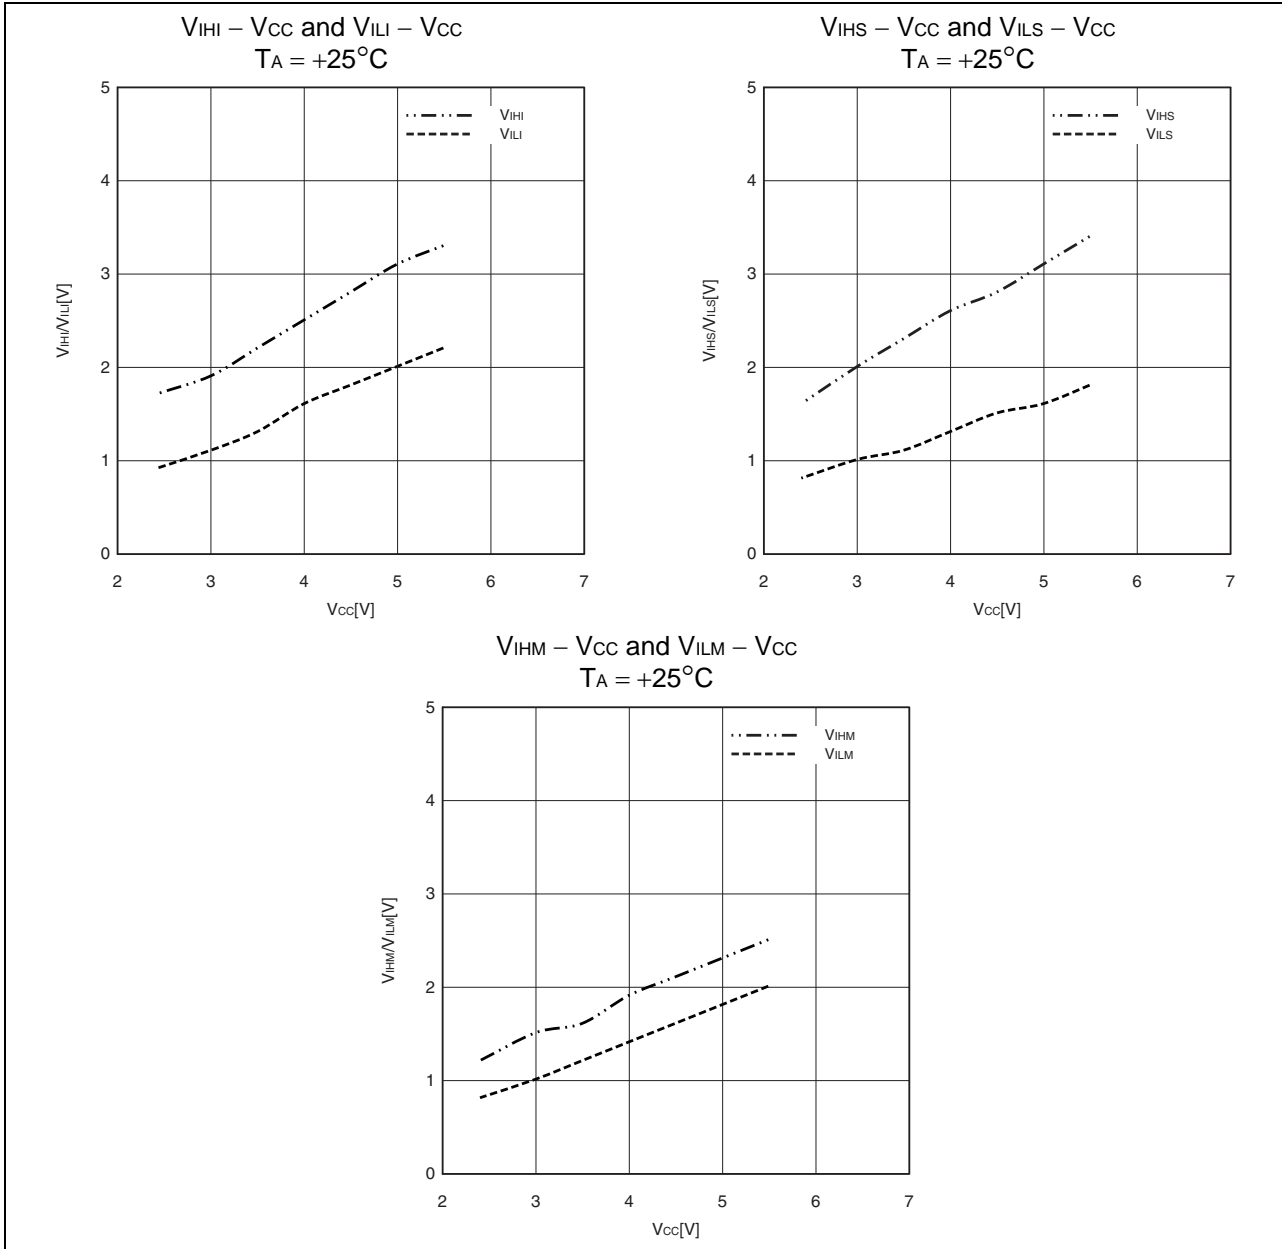 VIHI – VCC and VILI – VCC
TA = +25°C
5
4
3
2
1
0
VIHI/VILI[V]
VIHI
VILI
2 3 4 5 6 7
VCC[V]
VIHS – VCC and VILS – VCC
TA = +25°C
5
4
3
2
1
0
VIHS/VILS[V]
VIHS
VILS
2 3 4 5 6 7
VCC[V]
VIHM – VCC and VILM – VCC
TA = +25°C
5
4
3
2
1
0
VIHM/VILM[V]
VIHM
VILM
2 3 4 5 6 7
VCC[V]